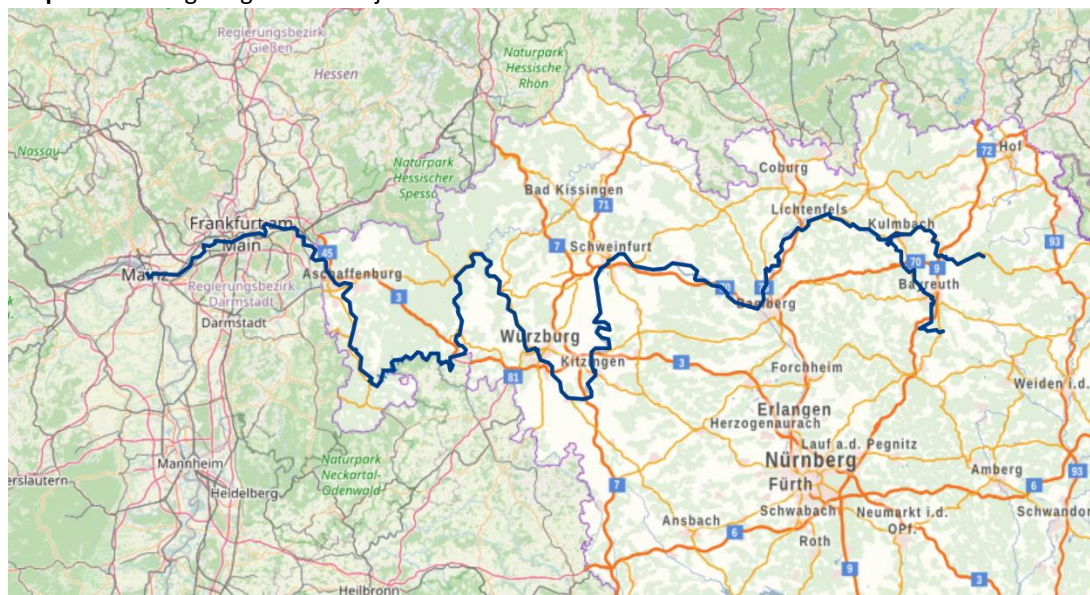 Regierungsbezirk
Gießen
Hessen
Naturpark
Hessische
Rhön
Nassau
Naturpark
Hessischer
Spessa
Coburg
72
Hof
Bad Kissingen
71
Lichtenfels
Kulmbach
Frankfurt am
Main
7
Schweinfurt
93
45
70
9
Mainz
Aschaffenburg
Bayreuth
Regierungsbezirk
Darmstadt
3
Bamberg
Darmstadt
Würzburg
Kitzingen
3
Forchheim
81
Weiden i.d.
Erlangen
Herzogenaurach
Lauf a.d. Pegnitz
Mannheim
Naturpark
Neckartal-
Odenwald
Nürnberg
Amberg
93
erslautern
Heidelberg
Fürth
6
7
Schwabach
Neumarkt i.d.
OPf.
Schwandor
Ansbach
6
Roth
9
3
Heilbronn